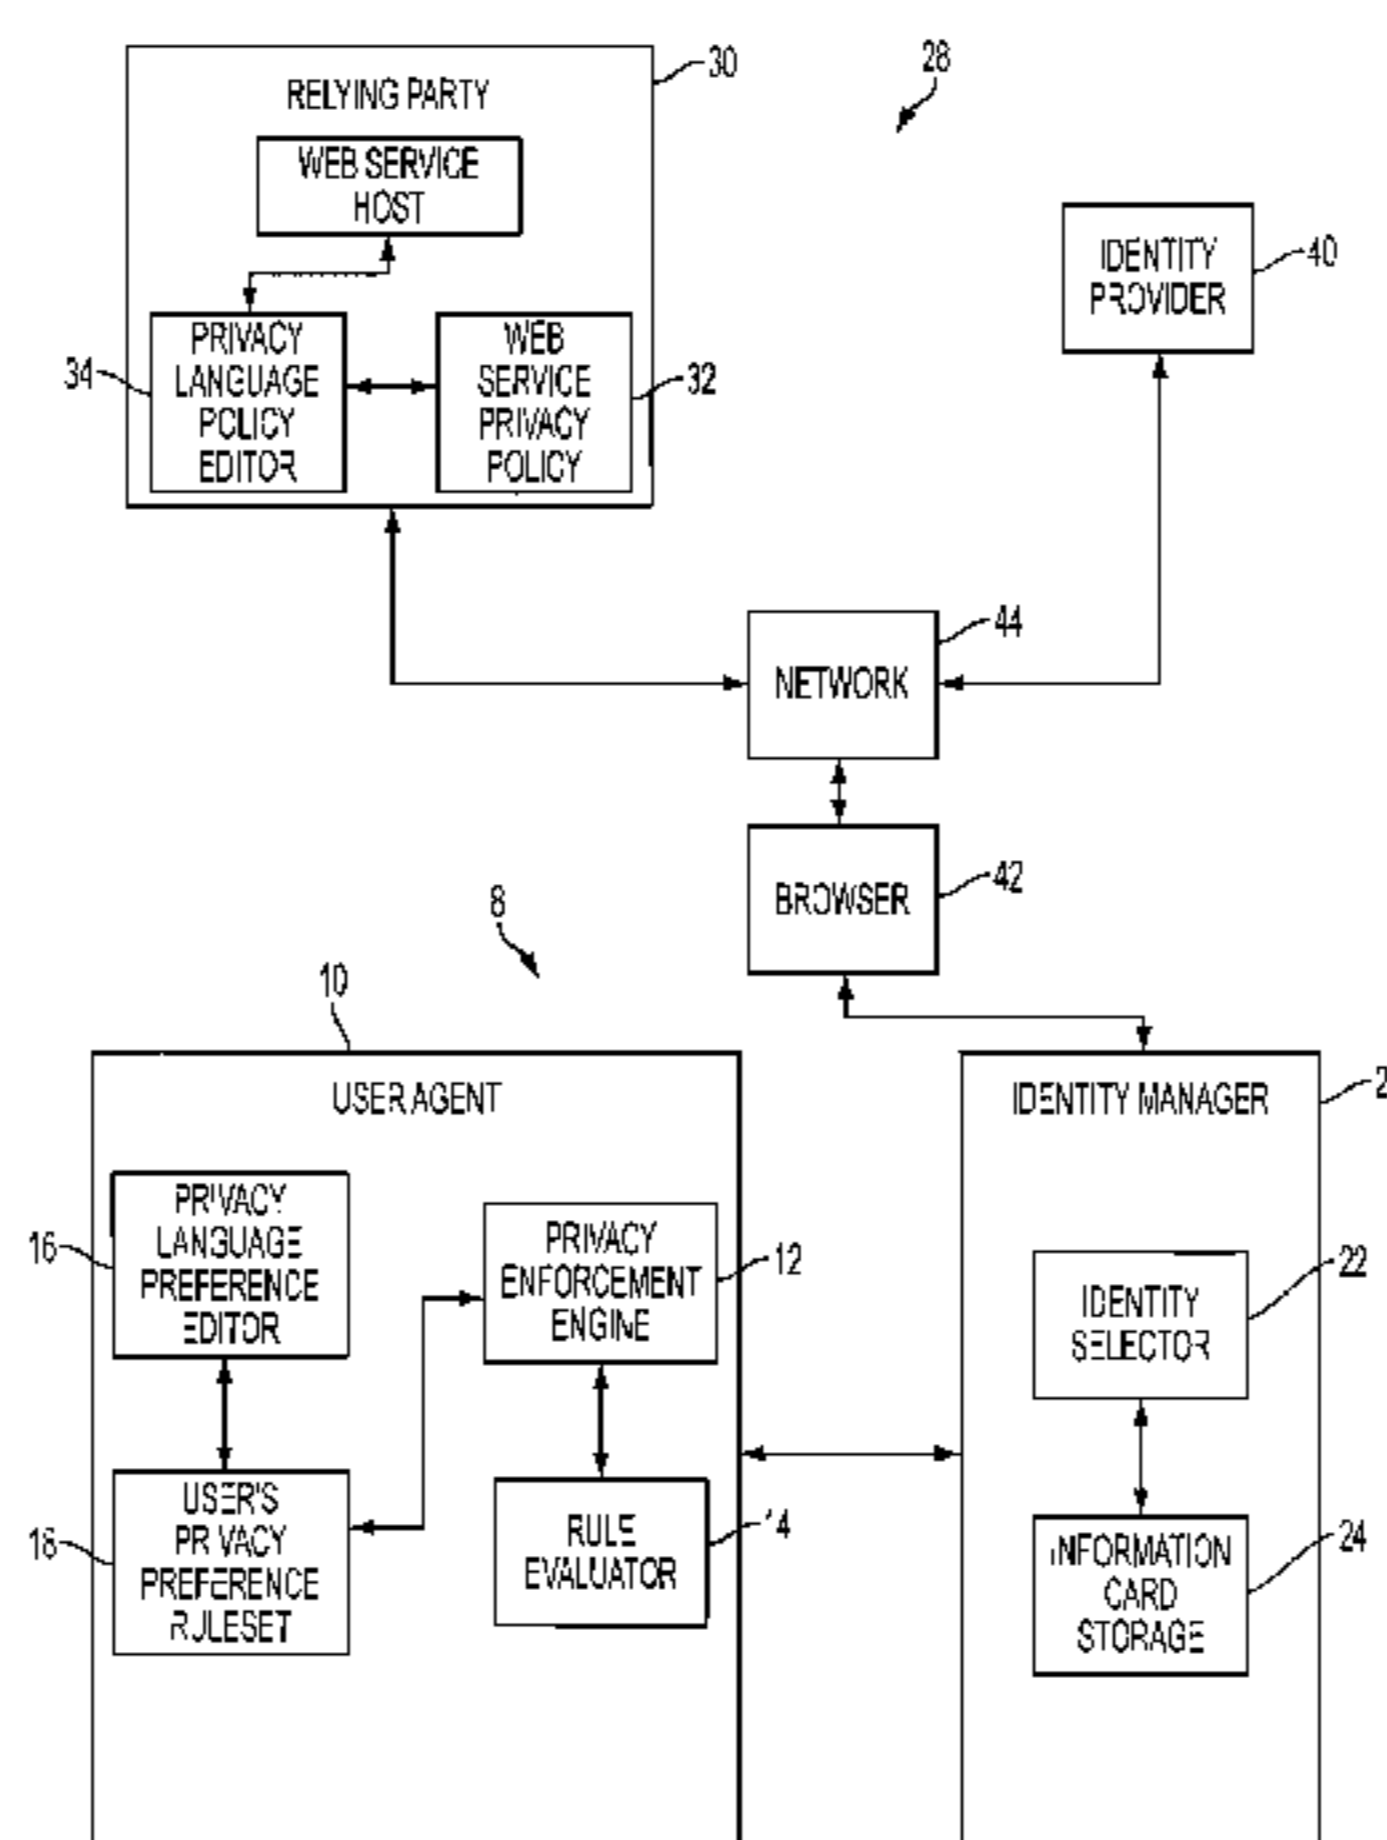 30
28
RELYING PARTY
WEB SERVICE
HOST
IDENTITY
PROVIDER
40
PRIVACY
LANGUAGE
POLICY
EDITOR
34
WEB
SERVICE
PRIVACY
POLICY
32
44
NETWORK
BROWSER
42
8
10
USER AGENT
IDENTITY MANAGER
2
PRIVACY
LANGUAGE
PREFERENCE
EDITOR
16
PRIVACY
ENFORCEMENT
ENGINE
12
IDENTITY
SELECTOR
22
USER'S
PRIVACY
PREFERENCE
RULESET
18
RULE
EVALUATOR
14
INFORMATION
CARD
STORAGE
24